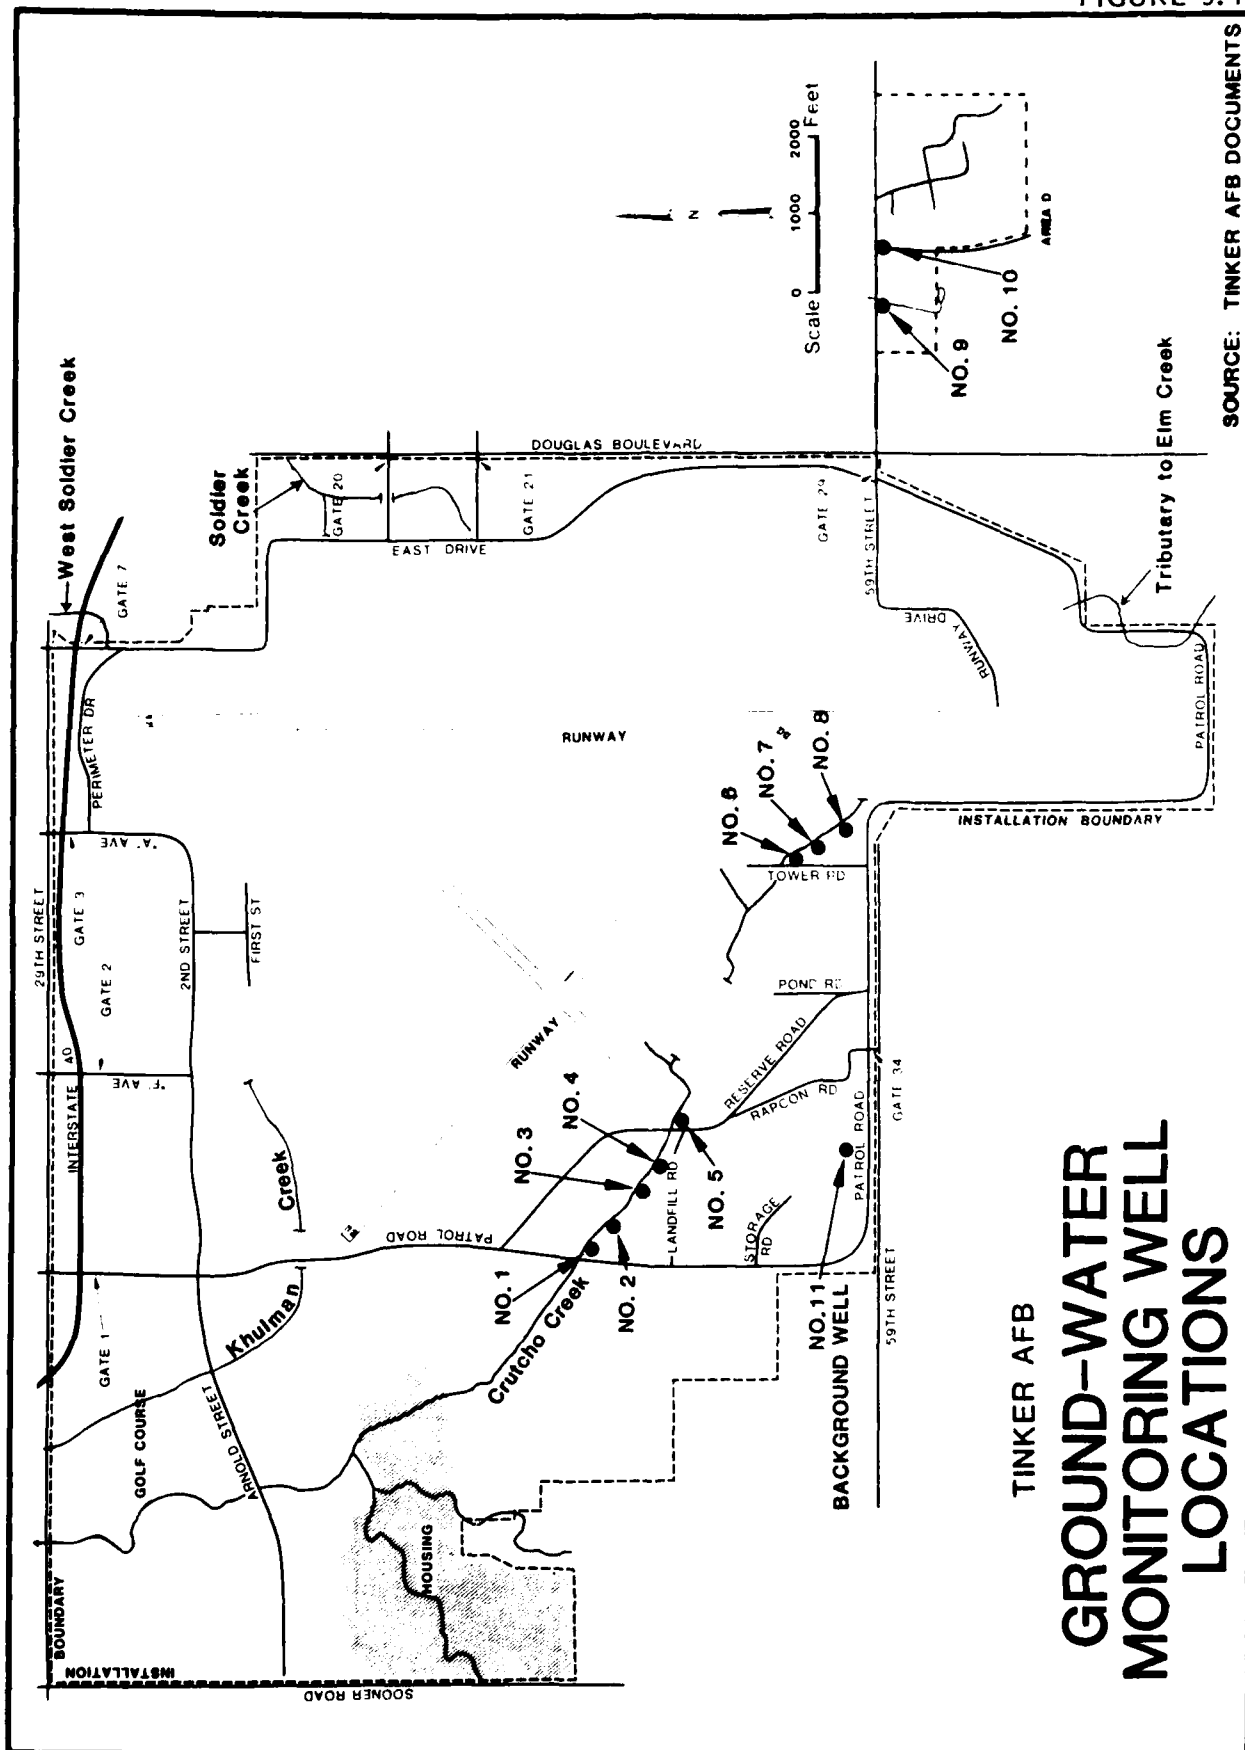 TINKER AFB
GROUND-WATER
MONITORING WELL
LOCATIONS
SOURCE: TINKER AFB DOCUMENTS
INSTALLATION
BOUNDARY
SOONER ROAD
GOLF COURSE
ARNOLD STREET
HOUSING
GATE 1
INTERSTATE 40
"F" AVE
GATE 2
GATE 3
29TH STREET
"A" AVE
PERIMETER DR
GATE 7
West Soldier Creek
2ND STREET
FIRST ST
Khulman
Creek
Crutcho Creek
PATROL ROAD
RUNWAY
RUNWAY
Soldier
Creek
GATE 20
GATE 21
EAST DRIVE
DOUGLAS BOULEVARD
NO. 1
NO. 2
NO. 3
NO. 4
NO. 5
LANDFILL RD
STORAGE
RD
RESERVE ROAD
RAPCON RD
POND RD
TOWER RD
NO. 6
NO. 7
NO. 8
NO. 11
BACKGROUND WELL
PATROL ROAD
59TH STREET
GATE 34
INSTALLATION BOUNDARY
PATROL ROAD
RUNWAY
DRIVE
59TH STREET
GATE 29
Tributary to Elm Creek
NO. 9
NO. 10
AREA D
N
Scale
0
1000
2000
Feet